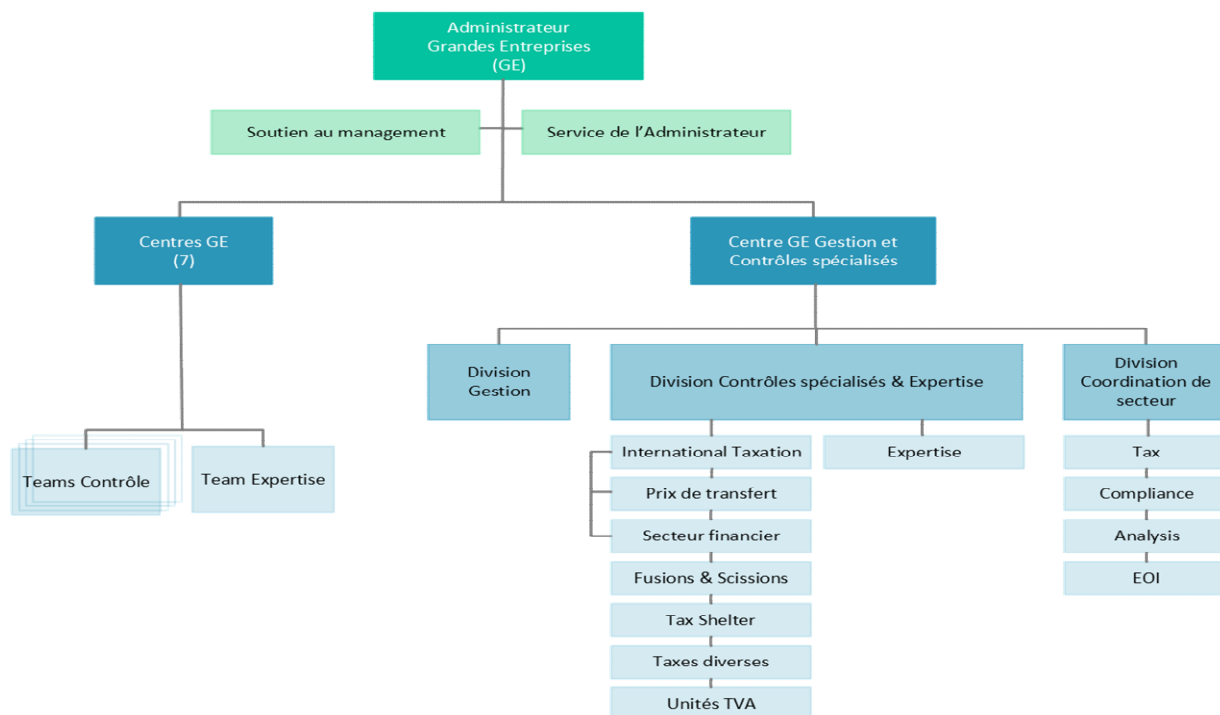 Administrateur
Grandes Entreprises
(GE)
Soutien au management
Service de l’Administrateur
Centres GE
(7)
Centre GE Gestion et
Contrôles spécialisés
Division
Gestion
Division Contrôles spécialisés & Expertise
Division
Coordination de
secteur
Teams Contrôle
Team Expertise
International Taxation
Prix de transfert
Secteur financier
Fusions & Scissions
Tax Shelter
Taxes diverses
Unités TVA
Expertise
Tax
Compliance
Analysis
EOI